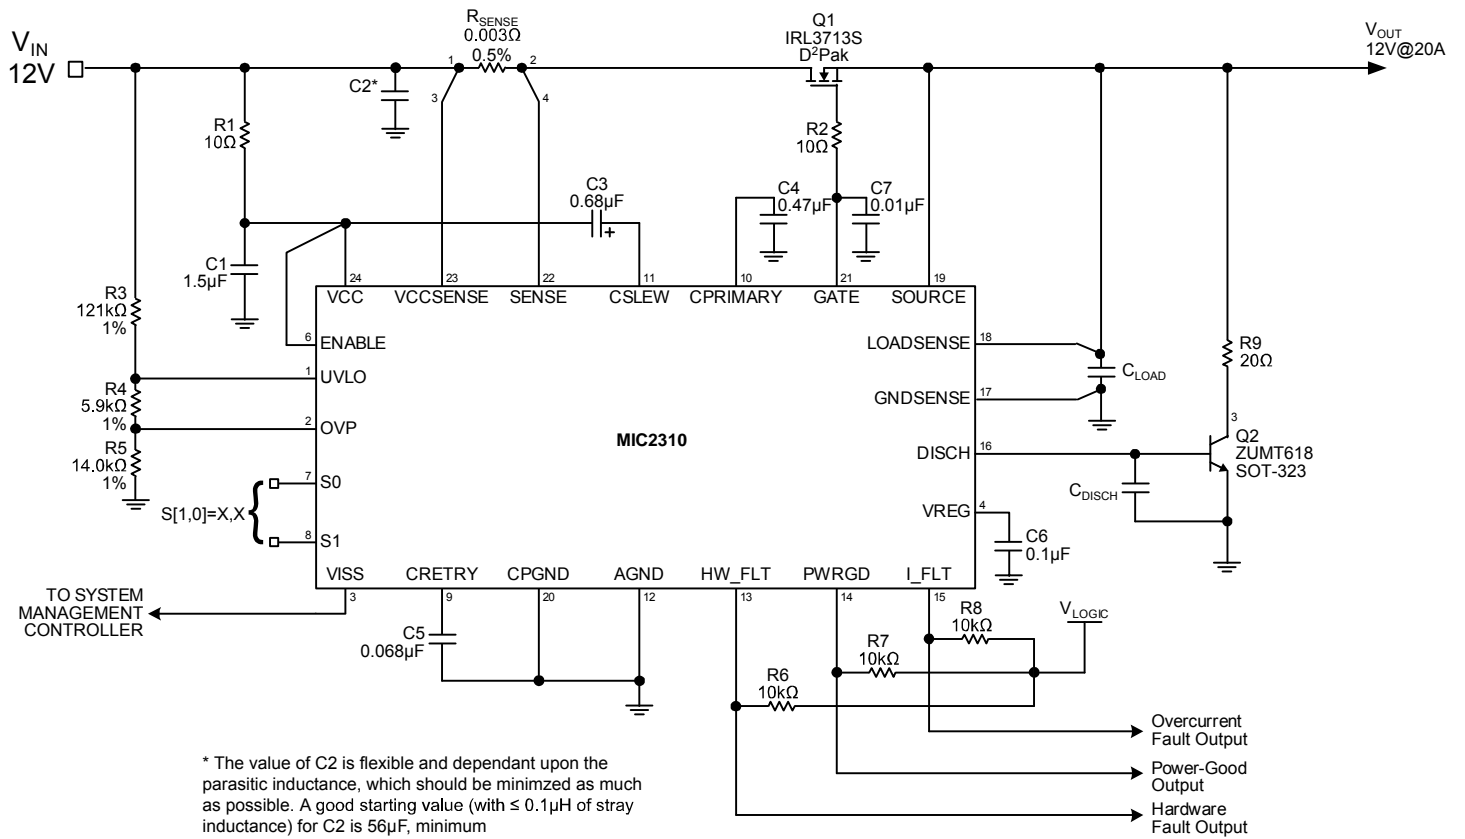 V_IN
12V
R_SENSE
0.003Ω
0.5%
1
2
3
4
Q1
IRL3713S
D²Pak
V_OUT
12V@20A
C2*
R1
10Ω
R2
10Ω
C3
0.68µF
+
C4
0.47µF
C7
0.01µF
C1
1.5µF
R3
121kΩ
1%
R4
5.9kΩ
1%
R5
14.0kΩ
1%
S[1,0]=X,X
24
23
22
11
10
21
19
VCC
VCCSENSE
SENSE
CSLEW
CPRIMARY
GATE
SOURCE
6
ENABLE
1
UVLO
2
OVP
7
S0
8
S1
MIC2310
LOADSENSE
18
GNDSENSE
17
DISCH
16
VREG
4
C_LOAD
R9
20Ω
3
Q2
ZUMT618
SOT-323
C_DISCH
C6
0.1µF
VISS
CRETRY
CPGND
AGND
HW_FLT
PWRGD
I_FLT
3
9
20
12
13
14
15
TO SYSTEM
MANAGEMENT
CONTROLLER
C5
0.068µF
R8
10kΩ
R7
10kΩ
R6
10kΩ
V_LOGIC
Overcurrent
Fault Output
Power-Good
Output
Hardware
Fault Output
* The value of C2 is flexible and dependant upon the
parasitic inductance, which should be minimzed as much
as possible. A good starting value (with ≤ 0.1µH of stray
inductance) for C2 is 56µF, minimum